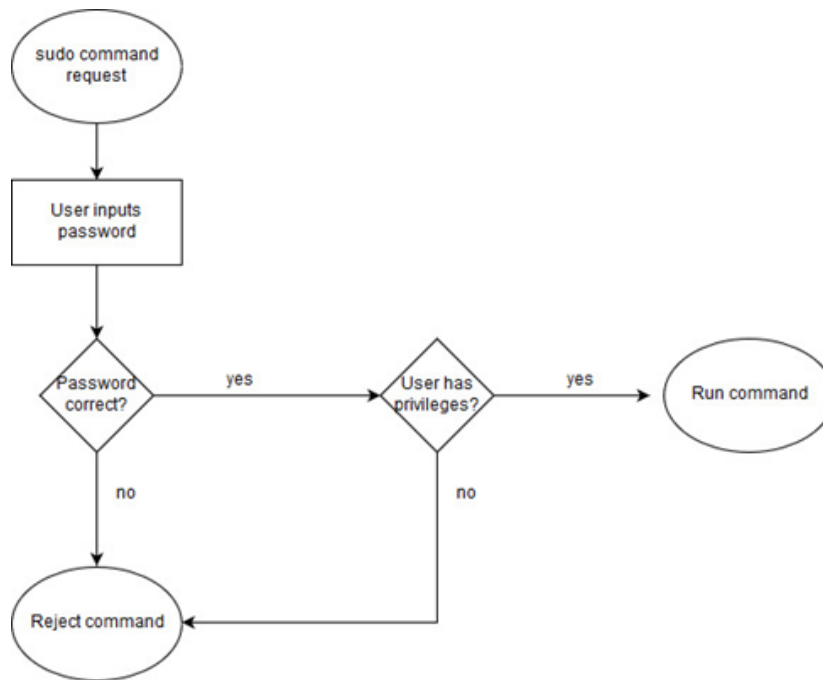 sudo command
request
User inputs
password
Password
correct?
yes
User has
privileges?
yes
Run command
no
no
Reject command